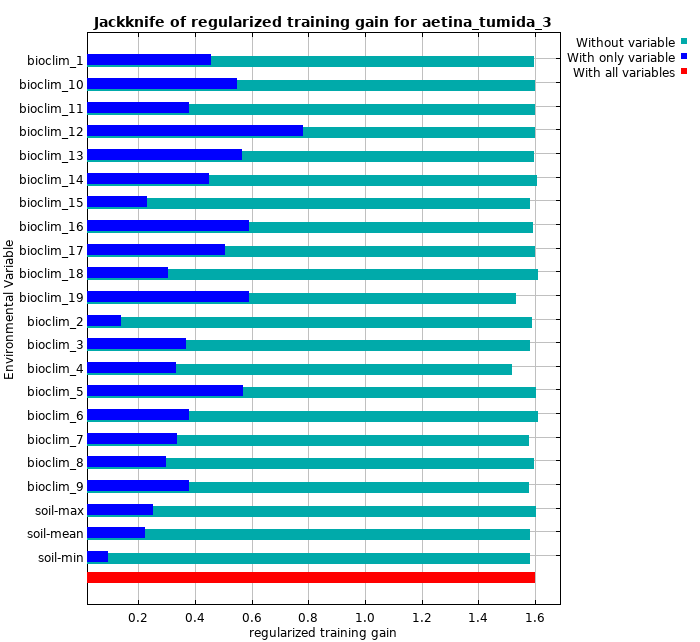 Jackknife of regularized training gain for aetina_tumida_3
Without variable
With only variable
With all variables
Environmental Variable
bioclim_1
bioclim_10
bioclim_11
bioclim_12
bioclim_13
bioclim_14
bioclim_15
bioclim_16
bioclim_17
bioclim_18
bioclim_19
bioclim_2
bioclim_3
bioclim_4
bioclim_5
bioclim_6
bioclim_7
bioclim_8
bioclim_9
soil-max
soil-mean
soil-min
0.2 0.4 0.6 0.8 1.0 1.2 1.4 1.6
regularized training gain